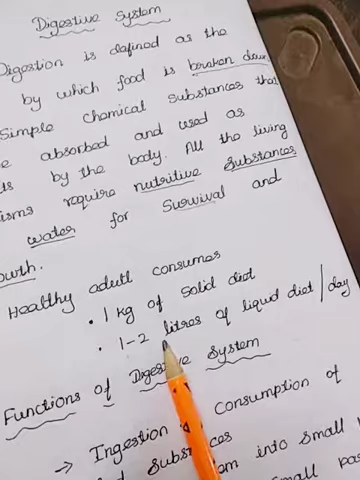 Digestive System
Digestion is defined as the
by which food is broken down
Simple Chemical Substances that
absorbed and used as
by the body. All the living
require nutritive substances
water for Survival and
Healthy adult consumes
• 1 kg of Solid diet
• 1-2 litres of liquid diet/day
Functions of Digestive System
→ Ingestion consumption of
Substances
into small
small